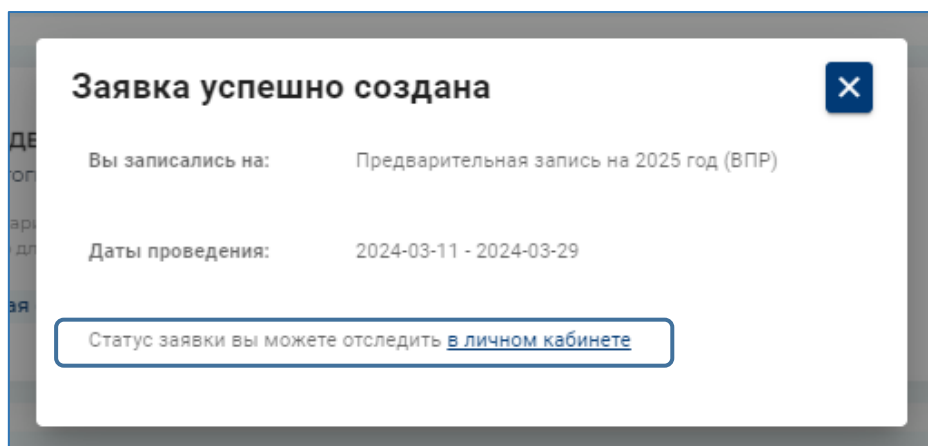 Заявка успешно создана
Вы записались на: Предварительная запись на 2025 год (ВПР)
Даты проведения: 2024-03-11 - 2024-03-29
Статус заявки вы можете отследить в личном кабинете